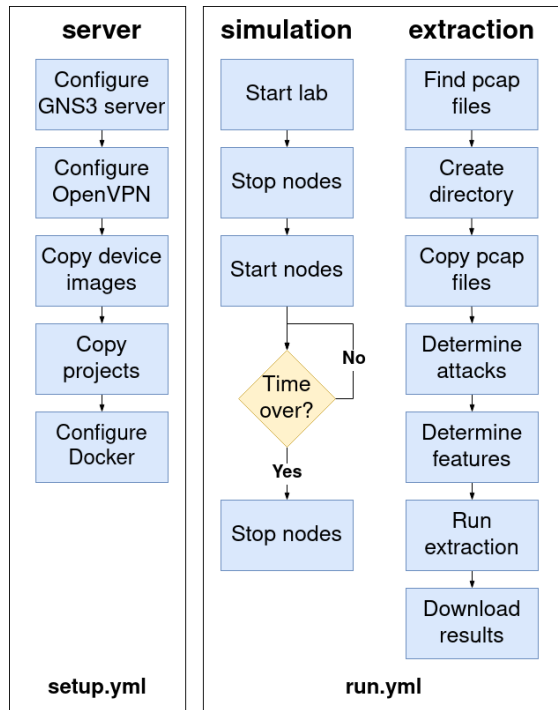 server
Configure
GNS3 server
Configure
OpenVPN
Copy device
images
Copy
projects
Configure
Docker
setup.yml
simulation
Start lab
Stop nodes
Start nodes
Time
over?
No
Yes
Stop nodes
extraction
Find pcap
files
Create
directory
Copy pcap
files
Determine
attacks
Determine
features
Run
extraction
Download
results
run.yml